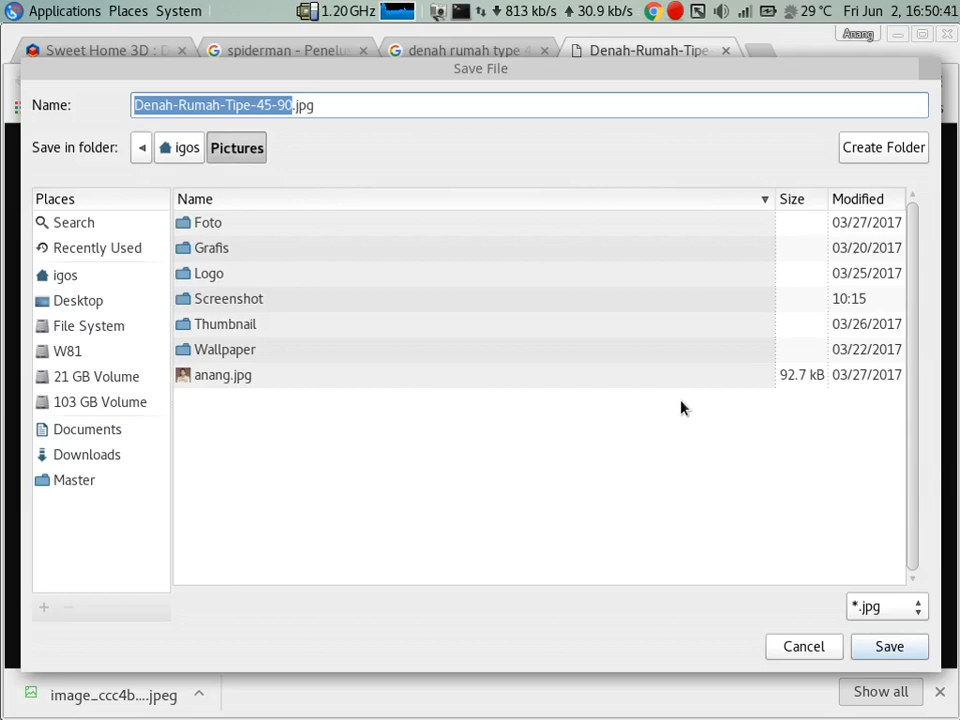 Applications Places System 1.20 GHz 813 kb/s 30.9 kb/s 29 °C Fri Jun 2, 16:50:41
Anang
Sweet Home 3D : D × spiderman - Penelus × denah rumah type 4 × Denah-Rumah-Tipe ×
Save File
Name: Denah-Rumah-Tipe-45-90.jpg
Save in folder: igos Pictures Create Folder
Places Name Size Modified
Search Foto 03/27/2017
Recently Used Grafis 03/20/2017
igos Logo 03/25/2017
Desktop Screenshot 10:15
File System Thumbnail 03/26/2017
W81 Wallpaper 03/22/2017
21 GB Volume anang.jpg 92.7 kB 03/27/2017
103 GB Volume
Documents
Downloads
Master
*.jpg
Cancel Save
image_ccc4b....jpeg Show all